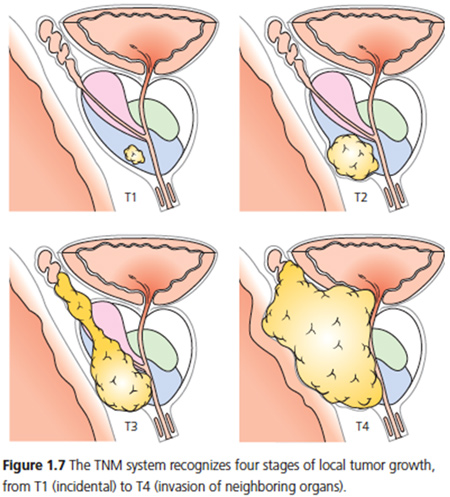 T1
T2
T3
T4
Figure 1.7 The TNM system recognizes four stages of local tumor growth,
from T1 (incidental) to T4 (invasion of neighboring organs).